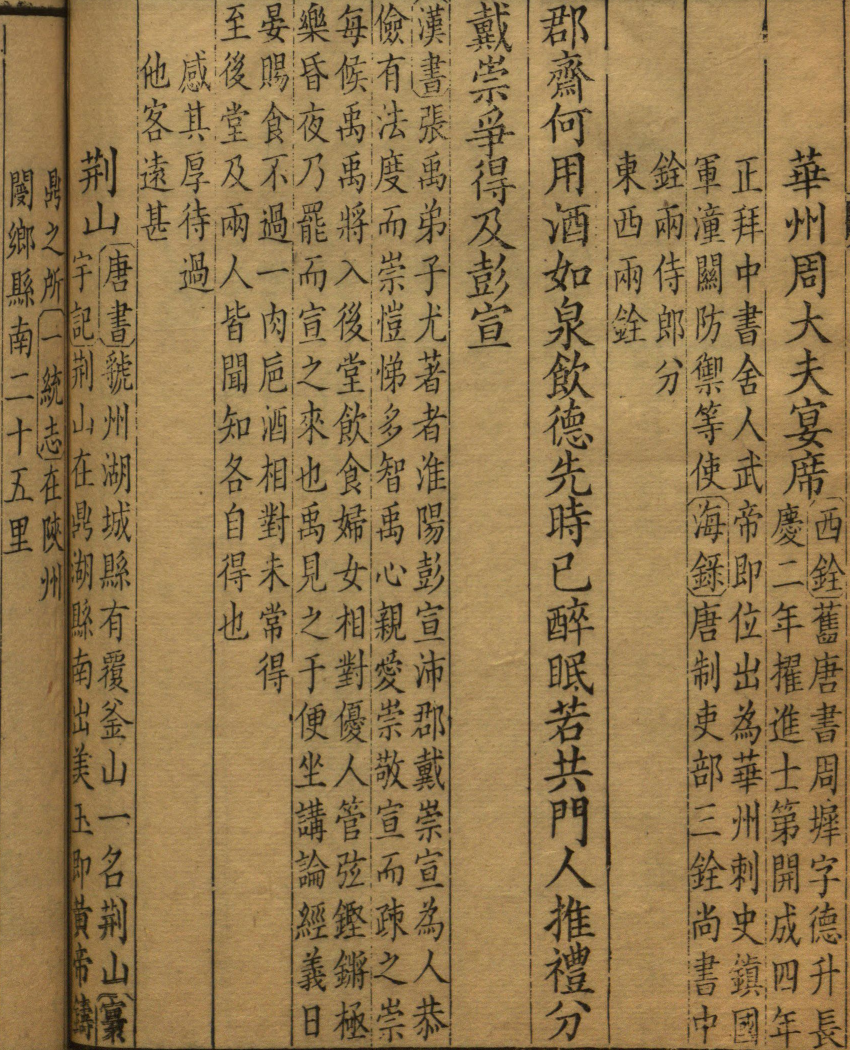 華州周大夫宴席
西銓舊唐書周墀字德升長
慶二年擢進士第開成四年
正拜中書舍人武帝即位出為華州刺史鎮國
軍潼關防禦等使海錄唐制吏部三銓尚書中
銓兩侍郎分
東西兩銓
郡齋何用酒如泉飲德先時已醉眠若共門人推禮分
戴崇爭得及彭宣
漢書張禹弟子尤著者淮陽彭宣沛郡戴崇宣為人恭
儉有法度而崇愷悌多智禹心親愛崇敬宣而疎之崇
每候禹禹將入後堂飲食婦女相對優人管弦鏗鏘極
樂昏夜乃罷而宣之來也禹見之于便坐講論經義日
晏賜食不過一肉巵酒相對未常得
至後堂及兩人皆聞知各自得也
感其厚待過
他客遠甚
荆山
唐書虢州湖城縣有覆釜山一名荆山寰
宇記荆山在鼎湖縣南出美玉即黄帝鑄
鼎之所一統志在陝州
閿鄉縣南二十五里